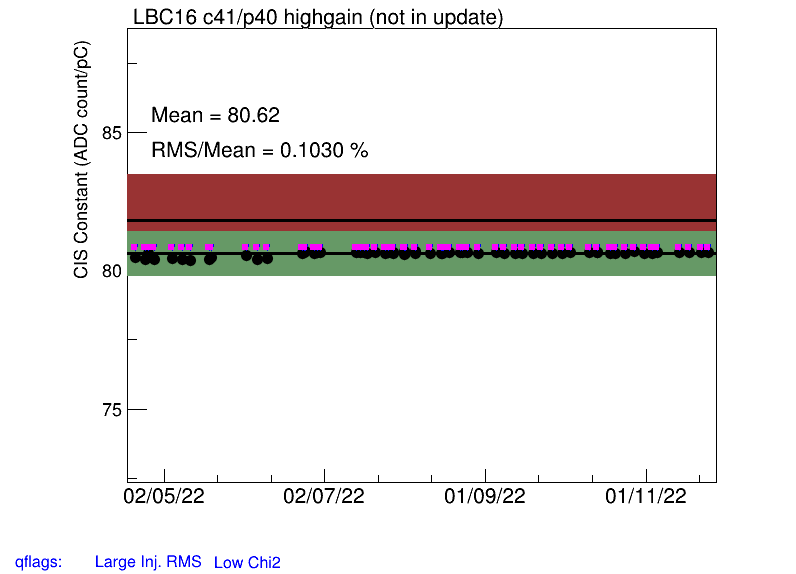 LBC16 c41/p40 highgain (not in update)
CIS Constant (ADC count/pC)
Mean = 80.62
RMS/Mean = 0.1030 %
85
80
75
02/05/22 02/07/22 01/09/22 01/11/22
qflags: Large Inj. RMS Low Chi2